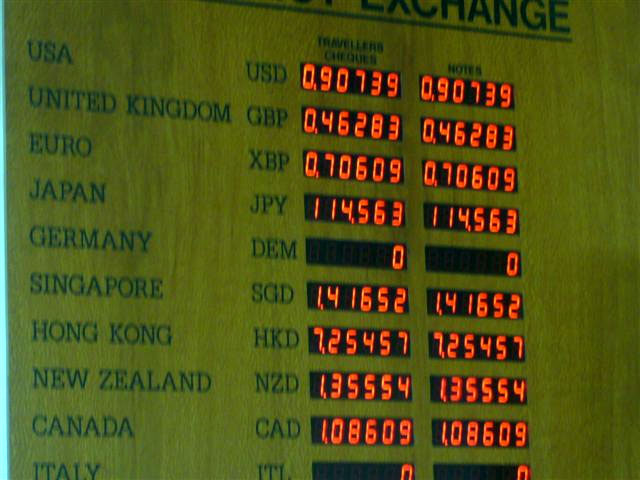 EXCHANGE
TRAVELLERS
CHEQUES
NOTES
USA USD 0.90739 0.90739
UNITED KINGDOM GBP 0.46283 0.46283
EURO XBP 0.70609 0.70609
JAPAN JPY 114.563 114.563
GERMANY DEM 0 0
SINGAPORE SGD 1.41652 1.41652
HONG KONG HKD 7.25457 7.25457
NEW ZEALAND NZD 1.35554 1.35554
CANADA CAD 1.08609 1.08609
ITALY ITL 0 0